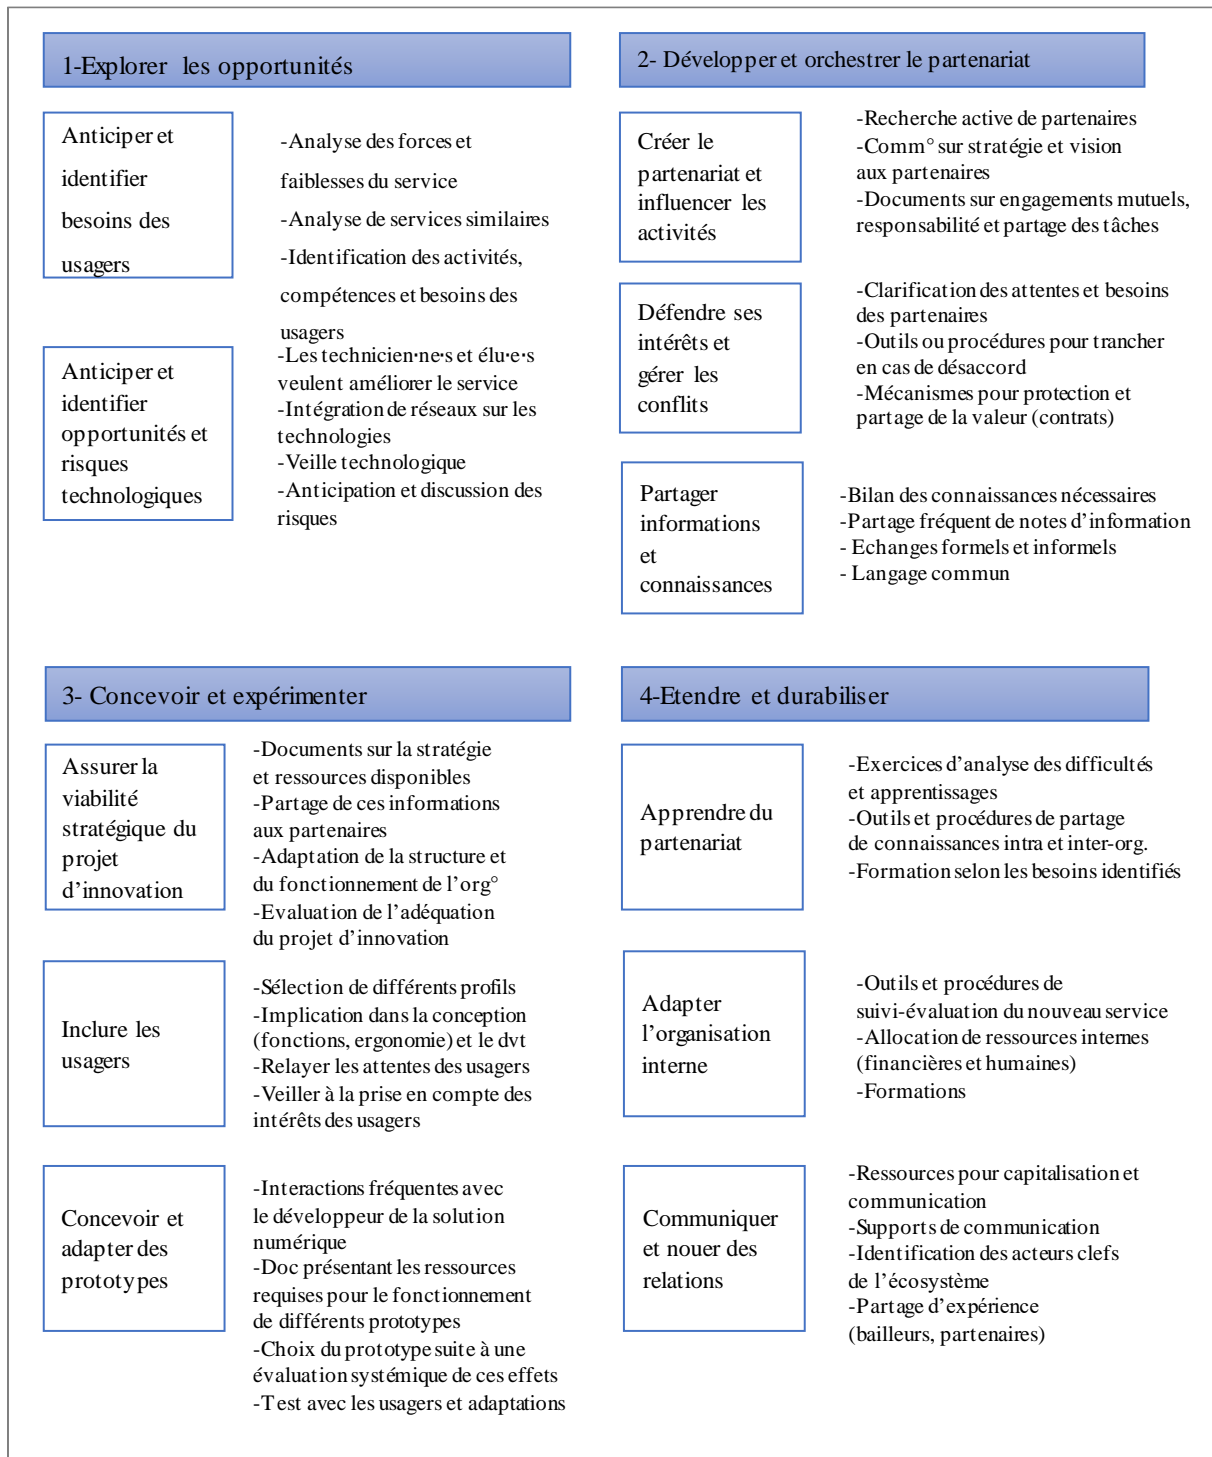 1-Explorer les opportunités
Anticiper et
identifier
besoins des
usagers
-Analyse des forces et
faiblesses du service
-Analyse de services similaires
-Identification des activités,
compétences et besoins des
usagers
Anticiper et
identifier
opportunités et
risques
technologiques
-Les technicien·ne·s et élu·e·s
veulent améliorer le service
-Intégration de réseaux sur les
technologies
-Veille technologique
-Anticipation et discussion des
risques
2- Développer et orchestrer le partenariat
Créer le
partenariat et
influencer les
activités
-Recherche active de partenaires
-Comm° sur stratégie et vision
aux partenaires
-Documents sur engagements mutuels,
responsabilité et partage des tâches
Défendre ses
intérêts et
gérer les
conflits
-Clarification des attentes et besoins
des partenaires
-Outils ou procédures pour trancher
en cas de désaccord
-Mécanismes pour protection et
partage de la valeur (contrats)
Partager
informations
et
connaissances
-Bilan des connaissances nécessaires
-Partage fréquent de notes d’information
- Echanges formels et informels
- Langage commun
3- Concevoir et expérimenter
Assurer la
viabilité
stratégique du
projet
d’innovation
-Documents sur la stratégie
et ressources disponibles
-Partage de ces informations
aux partenaires
-Adaptation de la structure et
du fonctionnement de l’org°
-Evaluation de l’adéquation
du projet d’innovation
Inclure les
usagers
-Sélection de différents profils
-Implication dans la conception
(fonctions, ergonomie) et le dvt
-Relayer les attentes des usagers
-Veiller à la prise en compte des
intérêts des usagers
Concevoir et
adapter des
prototypes
-Interactions fréquentes avec
le développeur de la solution
numérique
-Doc présentant les ressources
requises pour le fonctionnement
de différents prototypes
-Choix du prototype suite à une
évaluation systémique de ces effets
-Test avec les usagers et adaptations
4-Etendre et durabiliser
Apprendre du
partenariat
-Exercices d’analyse des difficultés
et apprentissages
-Outils et procédures de partage
de connaissances intra et inter-org.
-Formation selon les besoins identifiés
Adapter
l’organisation
interne
-Outils et procédures de
suivi-évaluation du nouveau service
-Allocation de ressources internes
(financières et humaines)
-Formations
Communiquer
et nouer des
relations
-Ressources pour capitalisation et
communication
-Supports de communication
-Identification des acteurs clefs
de l’écosystème
-Partage d’expérience
(bailleurs, partenaires)